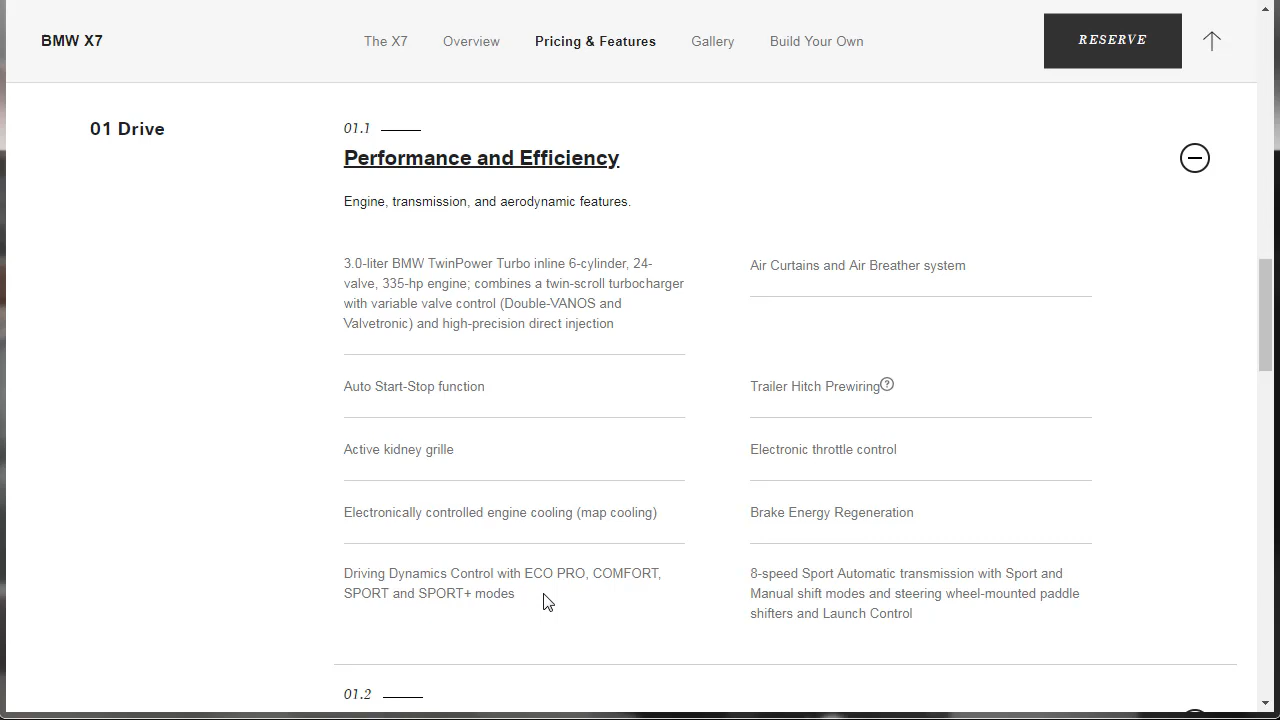 BMW X7
The X7
Overview
Pricing & Features
Gallery
Build Your Own
RESERVE
01 Drive
01.1
Performance and Efficiency
Engine, transmission, and aerodynamic features.
3.0-liter BMW TwinPower Turbo inline 6-cylinder, 24-
valve, 335-hp engine; combines a twin-scroll turbocharger
with variable valve control (Double-VANOS and
Valvetronic) and high-precision direct injection
Air Curtains and Air Breather system
Auto Start-Stop function
Trailer Hitch Prewiring?
Active kidney grille
Electronic throttle control
Electronically controlled engine cooling (map cooling)
Brake Energy Regeneration
Driving Dynamics Control with ECO PRO, COMFORT,
SPORT and SPORT+ modes
8-speed Sport Automatic transmission with Sport and
Manual shift modes and steering wheel-mounted paddle
shifters and Launch Control
01.2